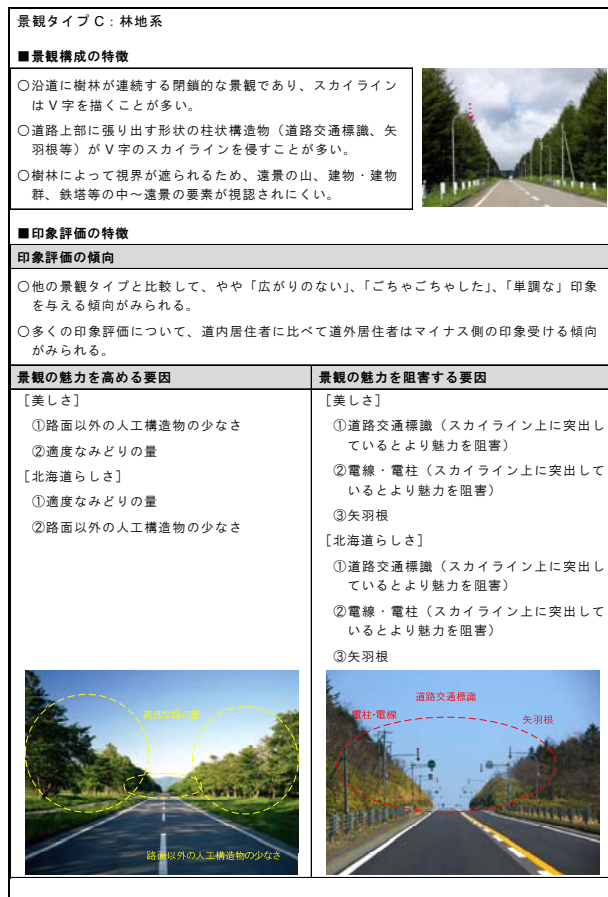 景観タイプC：林地系
■景観構成の特徴
○沿道に樹林が連続する閉鎖的な景観であり、スカイライン
はV字を描くことが多い。
○道路上部に張り出す形状の柱状構造物（道路交通標識、矢
羽根等）がV字のスカイラインを侵すことが多い。
○樹林によって視界が遮られるため、遠景の山、建物・建物
群、鉄塔等の中～遠景の要素が視認されにくい。
■印象評価の特徴
印象評価の傾向
○他の景観タイプと比較して、やや「広がりのない」、「ごちゃごちゃした」、「単調な」印象
を与える傾向がみられる。
○多くの印象評価について、道内居住者に比べて道外居住者はマイナス側の印象受ける傾向
がみられる。
景観の魅力を高める要因
［美しさ］
①路面以外の人工構造物の少なさ
②適度なみどりの量
［北海道らしさ］
①適度なみどりの量
②路面以外の人工構造物の少なさ
適度な緑の量
路面以外の人工構造物の少なさ
景観の魅力を阻害する要因
［美しさ］
①道路交通標識（スカイライン上に突出し
ているとより魅力を阻害）
②電線・電柱（スカイライン上に突出して
いるとより魅力を阻害）
③矢羽根
［北海道らしさ］
①道路交通標識（スカイライン上に突出し
ているとより魅力を阻害）
②電線・電柱（スカイライン上に突出して
いるとより魅力を阻害）
③矢羽根
道路交通標識
電柱・電線
矢羽根